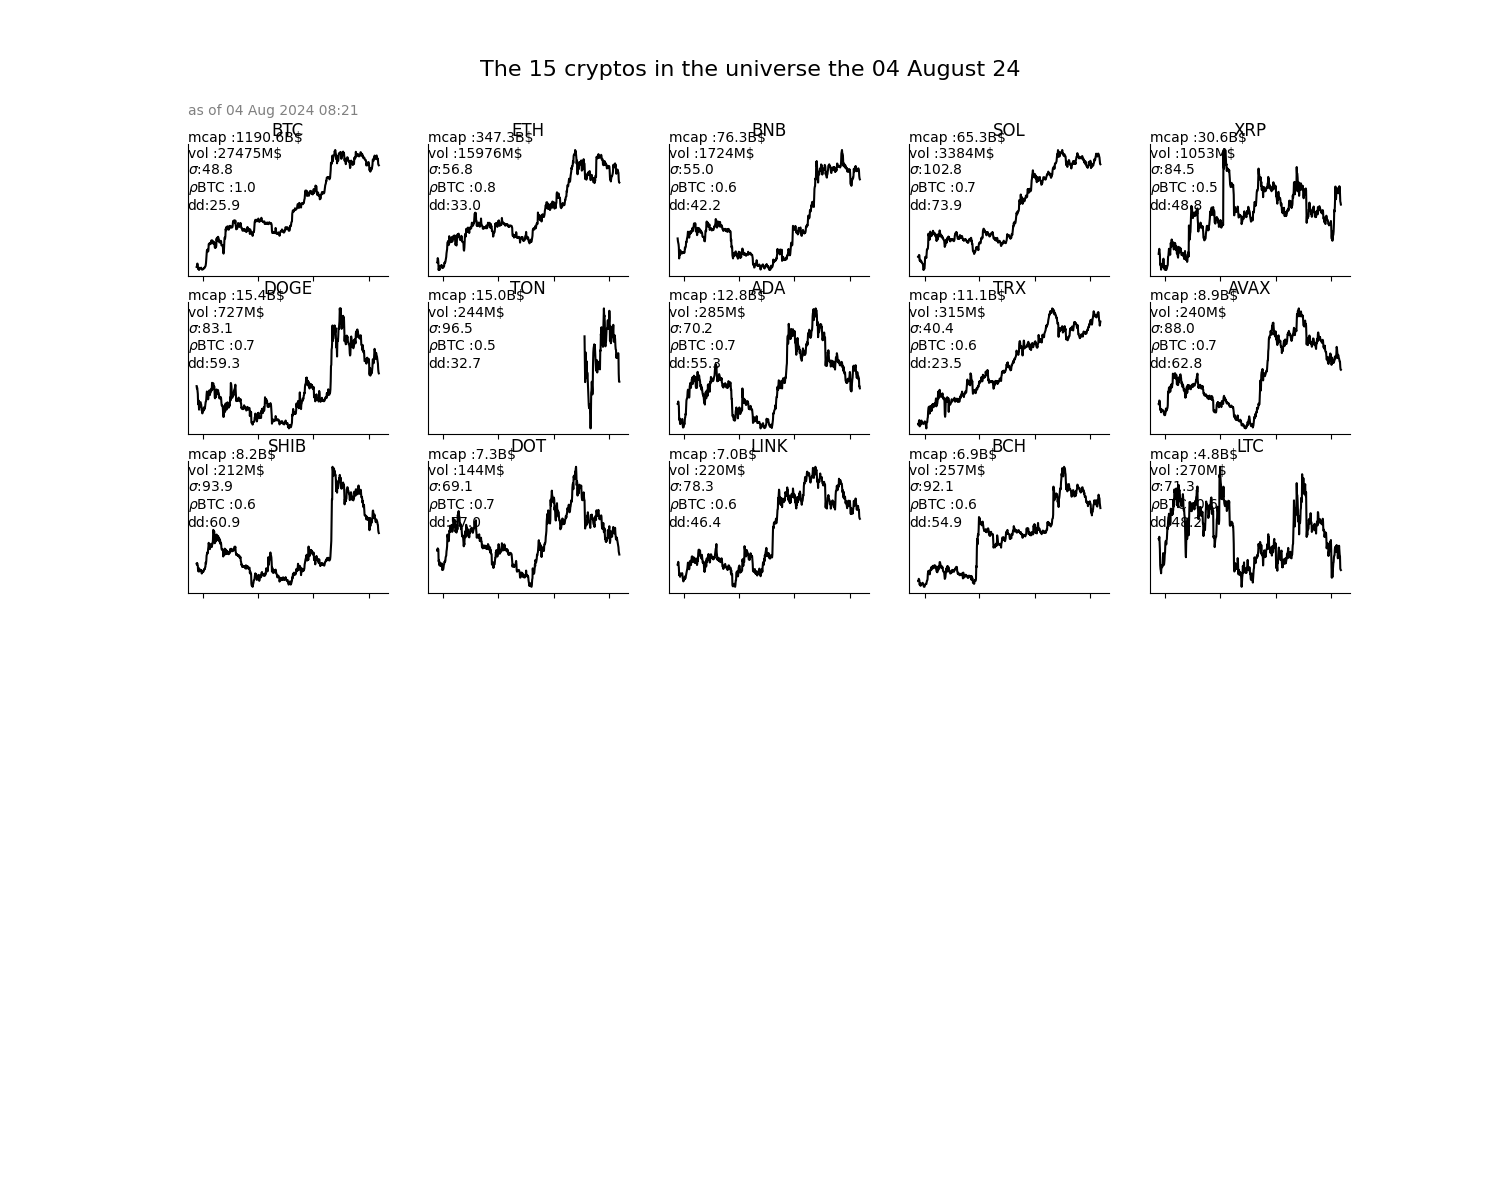 The 15 cryptos in the universe the 04 August 24
as of 04 Aug 2024 08:21
BTC
mcap :1190.6B$
vol :27475M$
σ:48.8
ρBTC :1.0
dd:25.9
ETH
mcap :347.3B$
vol :15976M$
σ:56.8
ρBTC :0.8
dd:33.0
BNB
mcap :76.3B$
vol :1724M$
σ:55.0
ρBTC :0.6
dd:42.2
SOL
mcap :65.3B$
vol :3384M$
σ:102.8
ρBTC :0.7
dd:73.9
XRP
mcap :30.6B$
vol :1053M$
σ:84.5
ρBTC :0.5
dd:48.8
DOGE
mcap :15.4B$
vol :727M$
σ:83.1
ρBTC :0.7
dd:59.3
TON
mcap :15.0B$
vol :244M$
σ:96.5
ρBTC :0.5
dd:32.7
ADA
mcap :12.8B$
vol :285M$
σ:70.2
ρBTC :0.7
dd:55.3
TRX
mcap :11.1B$
vol :315M$
σ:40.4
ρBTC :0.6
dd:23.5
AVAX
mcap :8.9B$
vol :240M$
σ:88.0
ρBTC :0.7
dd:62.8
SHIB
mcap :8.2B$
vol :212M$
σ:93.9
ρBTC :0.6
dd:60.9
DOT
mcap :7.3B$
vol :144M$
σ:69.1
ρBTC :0.7
LINK
mcap :7.0B$
vol :220M$
σ:78.3
ρBTC :0.6
dd:46.4
BCH
mcap :6.9B$
vol :257M$
σ:92.1
ρBTC :0.6
dd:54.9
LTC
mcap :4.8B$
vol :270M$
σ:71.3
ρBTC :0.6
dd:48.2